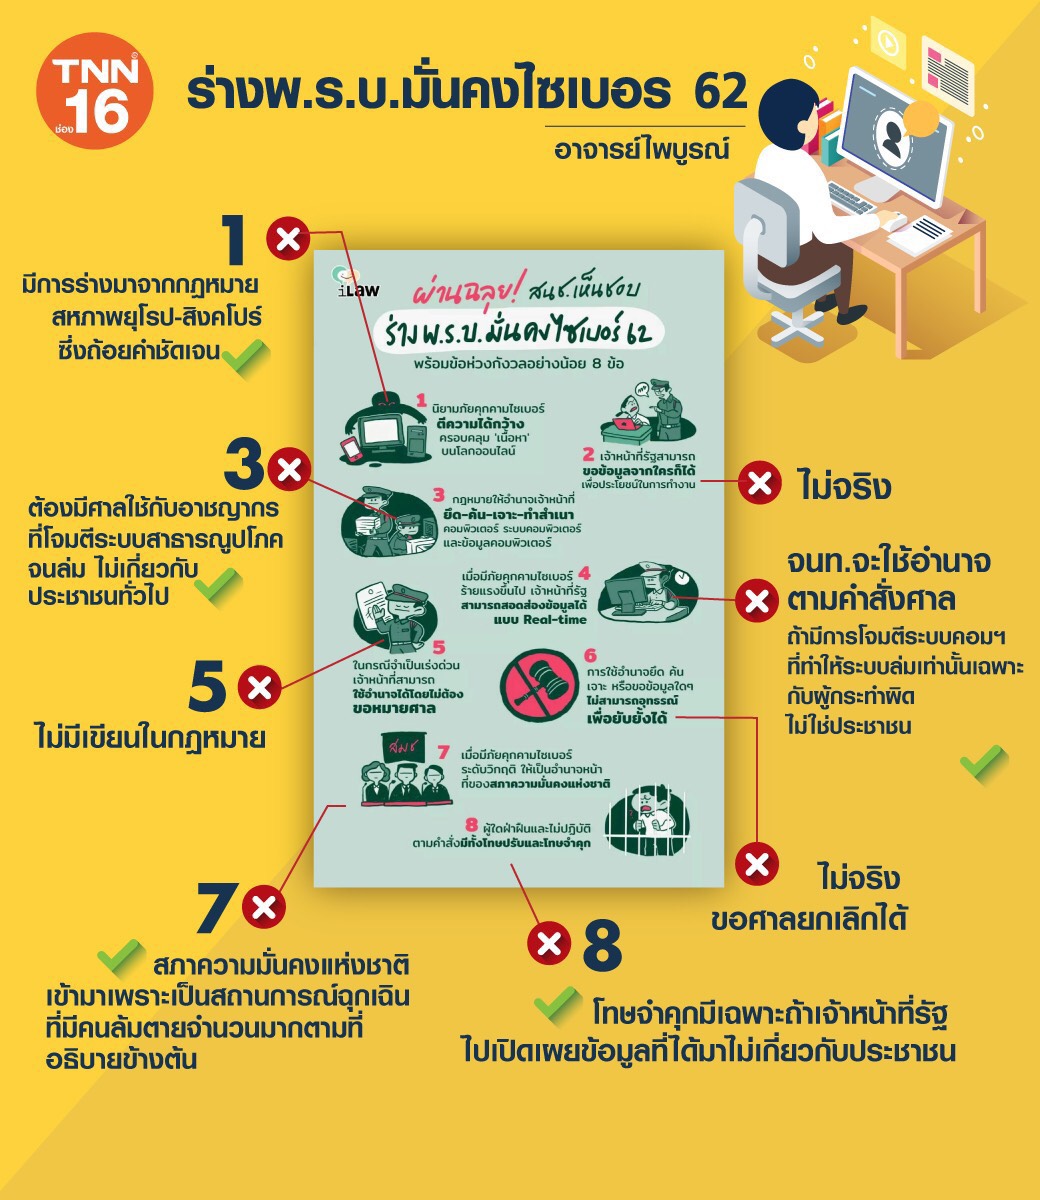 TNN
ช่อง 16
ร่างพ.ร.บ.มั่นคงไซเบอร 62
อาจารย์ไพบูรณ์
1
มีการร่างมาจากกฎหมาย
สหภาพยุโรป-สิงคโปร์
ซึ่งถ้อยคำชัดเจน
3
ต้องมีศาลใช้กับอาชญากร
ที่โจมตีระบบสาธารณูปโภค
จนล่ม ไม่เกี่ยวกับ
ประชาชนทั่วไป
5
ไม่มีเขียนในกฎหมาย
iLaw
ผ่านฉลุย! สนช.เห็นชอบ
ร่าง พ.ร.บ.มั่นคงไซเบอร์ 62
พร้อมข้อห่วงกังวลอย่างน้อย 8 ข้อ
1 นิยามภัยคุกคามไซเบอร์
ตีความได้กว้าง
ครอบคลุม 'เนื้อหา'
บนโลกออนไลน์
2 เจ้าหน้าที่รัฐสามารถ
ขอข้อมูลจากใครก็ได้
เพื่อประโยชน์ในการทำงาน
3 กฎหมายให้อำนาจเจ้าหน้าที่
ยึด-ค้น-เจาะ-ทำสำเนา
คอมพิวเตอร์ ระบบคอมพิวเตอร์
และข้อมูลคอมพิวเตอร์
เมื่อมีภัยคุกคามไซเบอร์ 4
ร้ายแรงขึ้นไป เจ้าหน้าที่รัฐ
สามารถสอดส่องข้อมูลได้
แบบ Real-time
5
ในกรณีจำเป็นเร่งด่วน
เจ้าหน้าที่สามารถ
ใช้อำนาจได้โดยไม่ต้อง
ขอหมายศาล
6
การใช้อำนาจยึด ค้น
เจาะ หรือขอข้อมูลใดๆ
ไม่สามารถอุทธรณ์
เพื่อยับยั้งได้
สมช
7 เมื่อมีภัยคุกคามไซเบอร์
ระดับวิกฤติ ให้เป็นอำนาจหน้า
ที่ของสภาความมั่นคงแห่งชาติ
8 ผู้ใดฝ่าฝืนและไม่ปฏิบัติ
ตามคำสั่งมีทั้งโทษปรับและโทษจำคุก
ไม่จริง
จนท.จะใช้อำนาจ
ตามคำสั่งศาล
ถ้ามีการโจมตีระบบคอมฯ
ที่ทำให้ระบบล่มเท่านั้นเฉพาะ
กับผู้กระทำผิด
ไม่ใช่ประชาชน
ไม่จริง
ขอศาลยกเลิกได้
7
สภาความมั่นคงแห่งชาติ
เข้ามาเพราะเป็นสถานการณ์ฉุกเฉิน
ที่มีคนล้มตายจำนวนมากตามที่
อธิบายข้างต้น
8
โทษจำคุกมีเฉพาะถ้าเจ้าหน้าที่รัฐ
ไปเปิดเผยข้อมูลที่ได้มาไม่เกี่ยวกับประชาชน